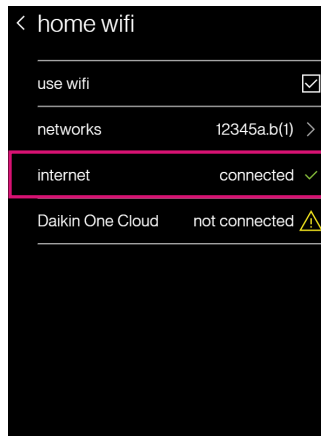 home wifi
use wifi
networks 12345a.b(1)
internet connected
Daikin One Cloud not connected